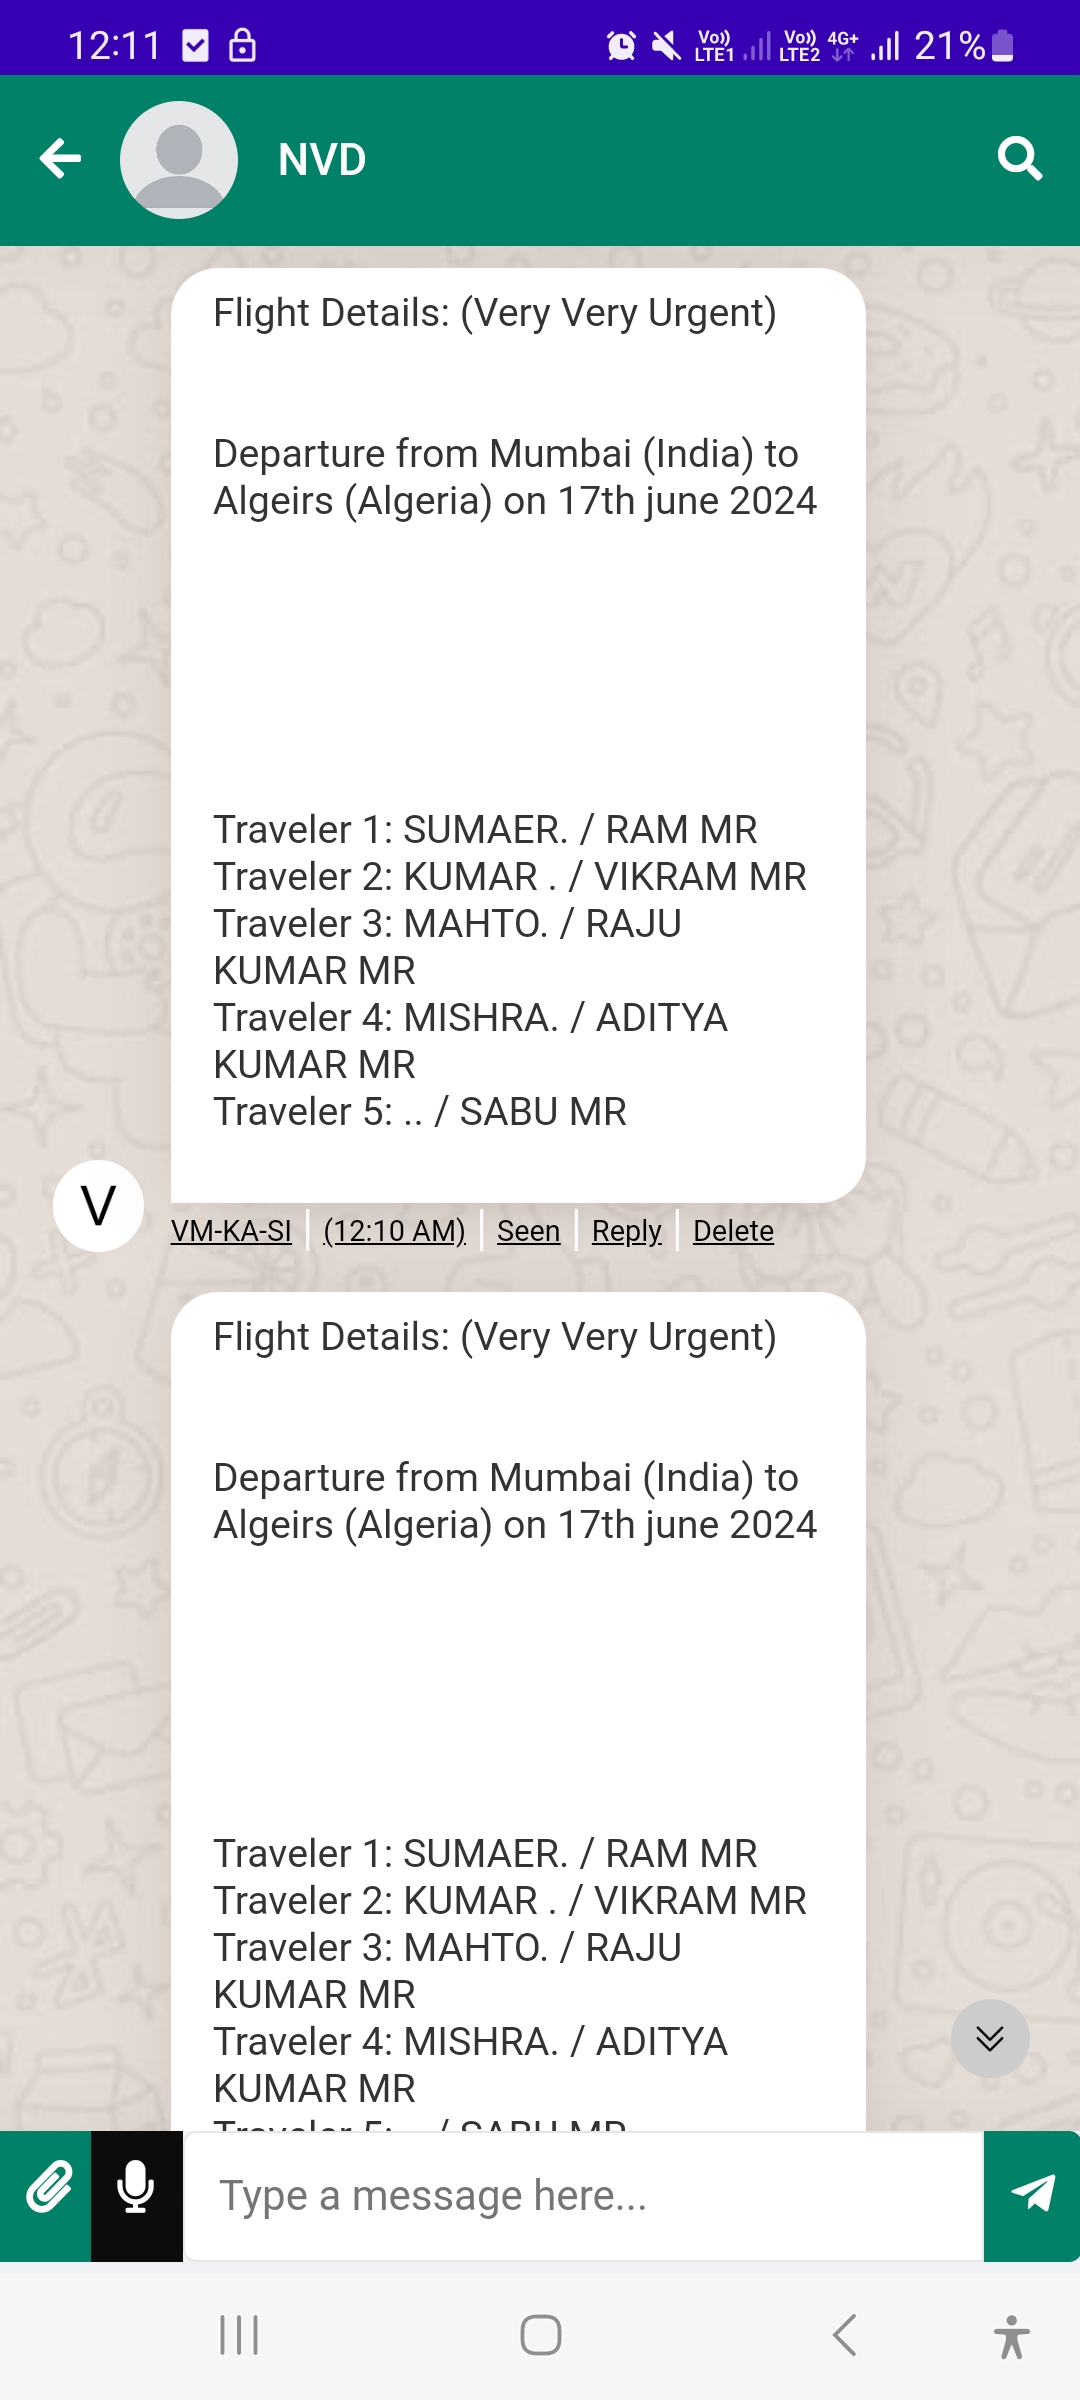 12:11
Vo)) LTE1 Vo)) LTE2 4G+ 21%
NVD
Flight Details: (Very Very Urgent)
Departure from Mumbai (India) to
Algeirs (Algeria) on 17th june 2024
Traveler 1: SUMAER. / RAM MR
Traveler 2: KUMAR . / VIKRAM MR
Traveler 3: MAHTO. / RAJU
KUMAR MR
Traveler 4: MISHRA. / ADITYA
KUMAR MR
Traveler 5: .. / SABU MR
V
VM-KA-SI (12:10 AM) Seen Reply Delete
Flight Details: (Very Very Urgent)
Departure from Mumbai (India) to
Algeirs (Algeria) on 17th june 2024
Traveler 1: SUMAER. / RAM MR
Traveler 2: KUMAR . / VIKRAM MR
Traveler 3: MAHTO. / RAJU
KUMAR MR
Traveler 4: MISHRA. / ADITYA
KUMAR MR
Traveler 5: .. / SABU MR
Type a message here...